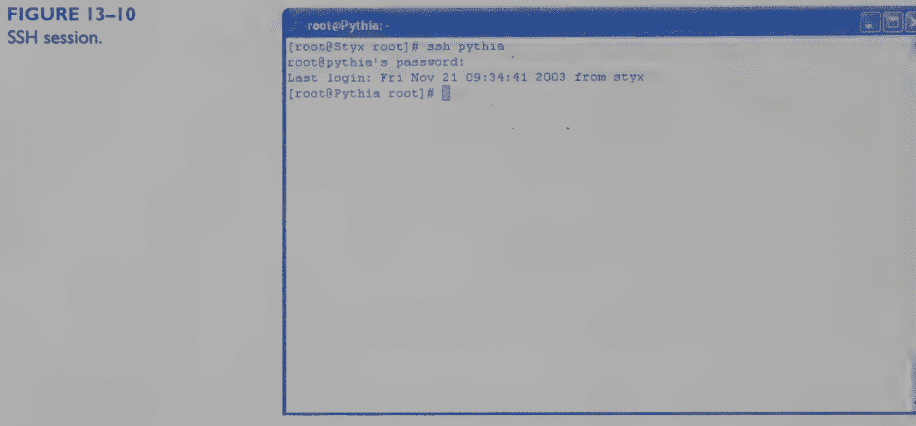 FIGURE 13–10
SSH session.
root@Pythia:~
[root@Styx root]# ssh pythia
root@pythia's password:
Last login: Fri Nov 21 09:34:41 2003 from styx
[root@Pythia root]#